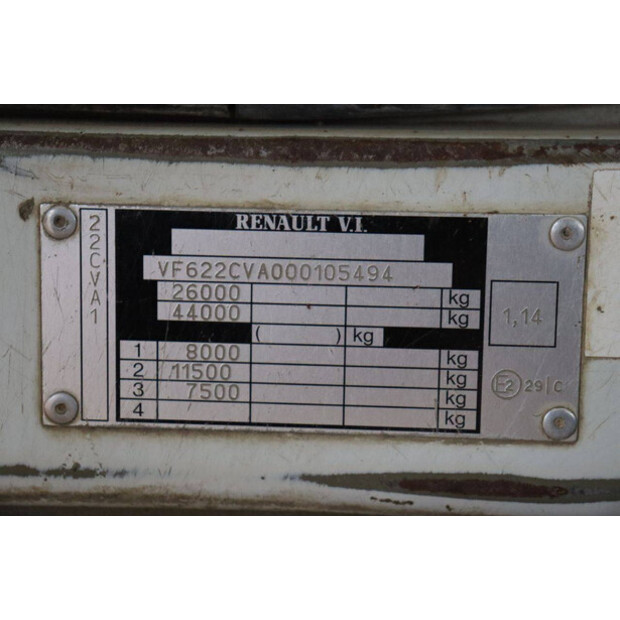 22CVA1
RENAULT V.I.
VF622CVA000105494
26000 kg
44000 kg
( ) kg
1 8000 kg
2 11500 kg
3 7500 kg
4 kg
1,14
E2 29 | C